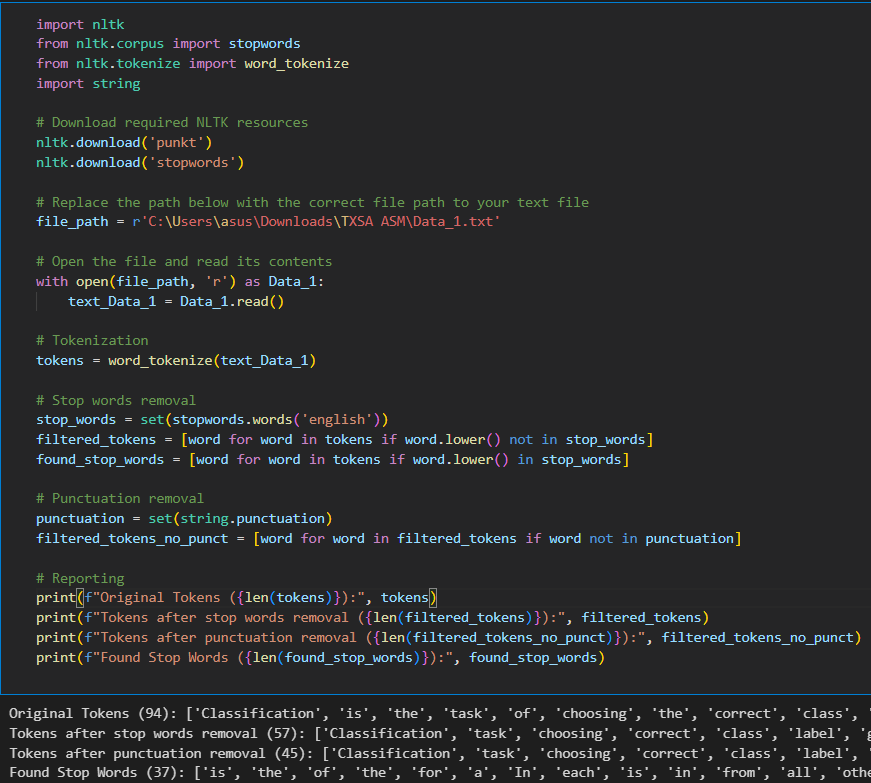 import nltk
from nltk.corpus import stopwords
from nltk.tokenize import word_tokenize
import string
# Download required NLTK resources
nltk.download('punkt')
nltk.download('stopwords')
# Replace the path below with the correct file path to your text file
file_path = r'C:\Users\asus\Downloads\TXSA ASM\Data_1.txt'
# Open the file and read its contents
with open(file_path, 'r') as Data_1:
    text_Data_1 = Data_1.read()
# Tokenization
tokens = word_tokenize(text_Data_1)
# Stop words removal
stop_words = set(stopwords.words('english'))
filtered_tokens = [word for word in tokens if word.lower() not in stop_words]
found_stop_words = [word for word in tokens if word.lower() in stop_words]
# Punctuation removal
punctuation = set(string.punctuation)
filtered_tokens_no_punct = [word for word in filtered_tokens if word not in punctuation]
# Reporting
print(f"Original Tokens ({len(tokens)}):", tokens)
print(f"Tokens after stop words removal ({len(filtered_tokens)}):", filtered_tokens)
print(f"Tokens after punctuation removal ({len(filtered_tokens_no_punct)}):", filtered_tokens_no_punct)
print(f"Found Stop Words ({len(found_stop_words)}):", found_stop_words)
Original Tokens (94): ['Classification', 'is', 'the', 'task', 'of', 'choosing', 'the', 'correct', 'class', '
Tokens after stop words removal (57): ['Classification', 'task', 'choosing', 'correct', 'class', 'label', '
Tokens after punctuation removal (45): ['Classification', 'task', 'choosing', 'correct', 'class', 'label', '
Found Stop Words (37): ['is', 'the', 'of', 'the', 'for', 'a', 'In', 'each', 'is', 'in', 'from', 'all', 'othe